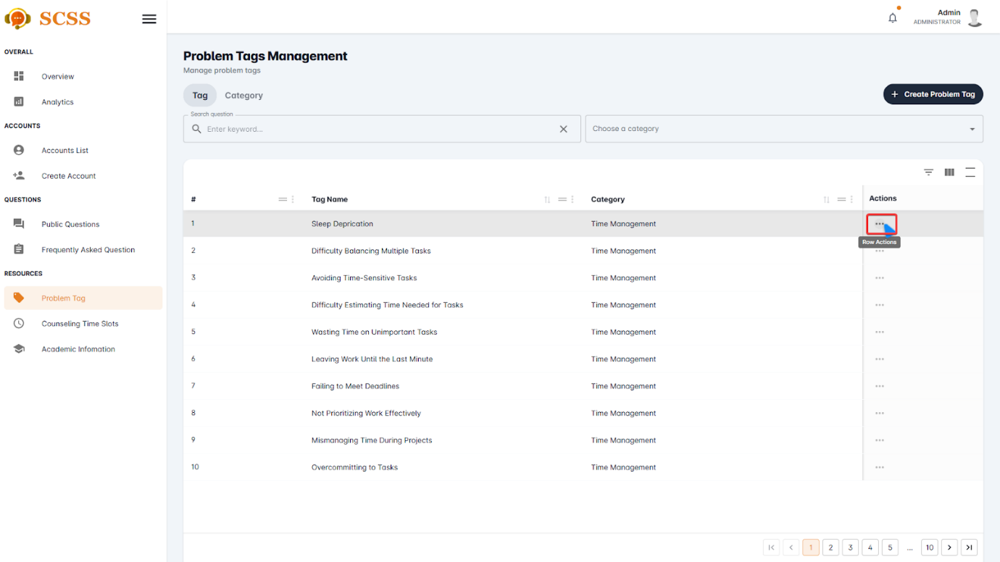 SCSS
Admin
ADMINISTRATOR
OVERALL
Overview
Analytics
ACCOUNTS
Accounts List
Create Account
QUESTIONS
Public Questions
Frequently Asked Question
RESOURCES
Problem Tag
Counseling Time Slots
Academic Infomation
Problem Tags Management
Manage problem tags
Tag Category
+ Create Problem Tag
Search question
Enter keyword...
Choose a category
# Tag Name Category Actions
1 Sleep Deprication Time Management ...
Row Actions
2 Difficulty Balancing Multiple Tasks Time Management ...
3 Avoiding Time-Sensitive Tasks Time Management ...
4 Difficulty Estimating Time Needed for Tasks Time Management ...
5 Wasting Time on Unimportant Tasks Time Management ...
6 Leaving Work Until the Last Minute Time Management ...
7 Failing to Meet Deadlines Time Management ...
8 Not Prioritizing Work Effectively Time Management ...
9 Mismanaging Time During Projects Time Management ...
10 Overcommitting to Tasks Time Management ...
1 2 3 4 5 ... 10